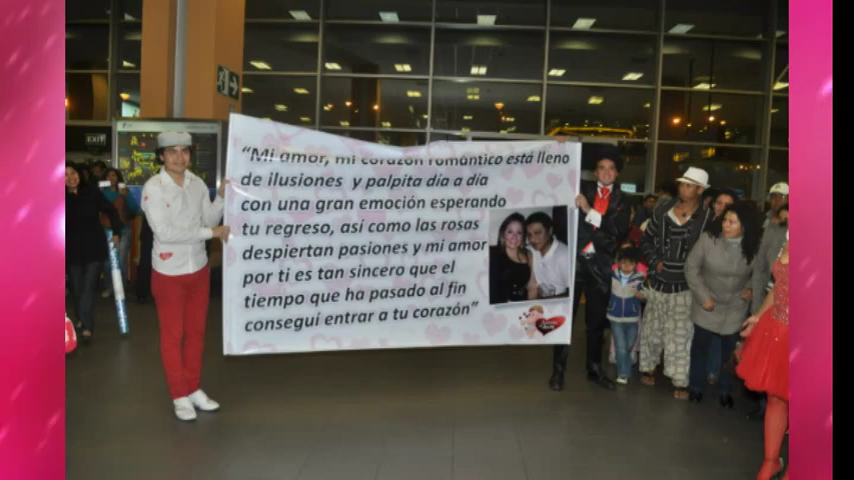 EXIT
“Mi amor, mi corazón romántico está lleno
de ilusiones y palpita día a día
con una gran emoción esperando
tu regreso, así como las rosas
despiertan pasiones y mi amor
por ti es tan sincero que el
tiempo que ha pasado al fin
conseguí entrar a tu corazón”